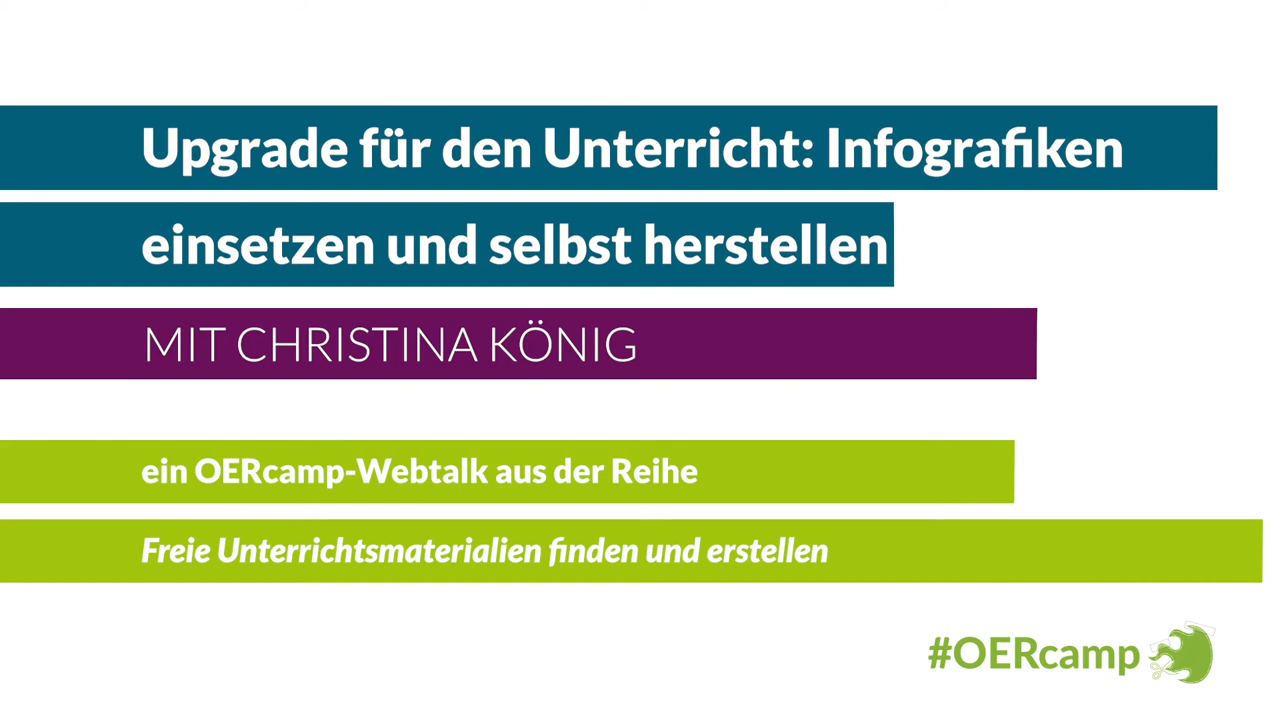 Upgrade für den Unterricht: Infografiken
einsetzen und selbst herstellen
MIT CHRISTINA KÖNIG
ein OERcamp-Webtalk aus der Reihe
Freie Unterrichtsmaterialien finden und erstellen
#OERcamp